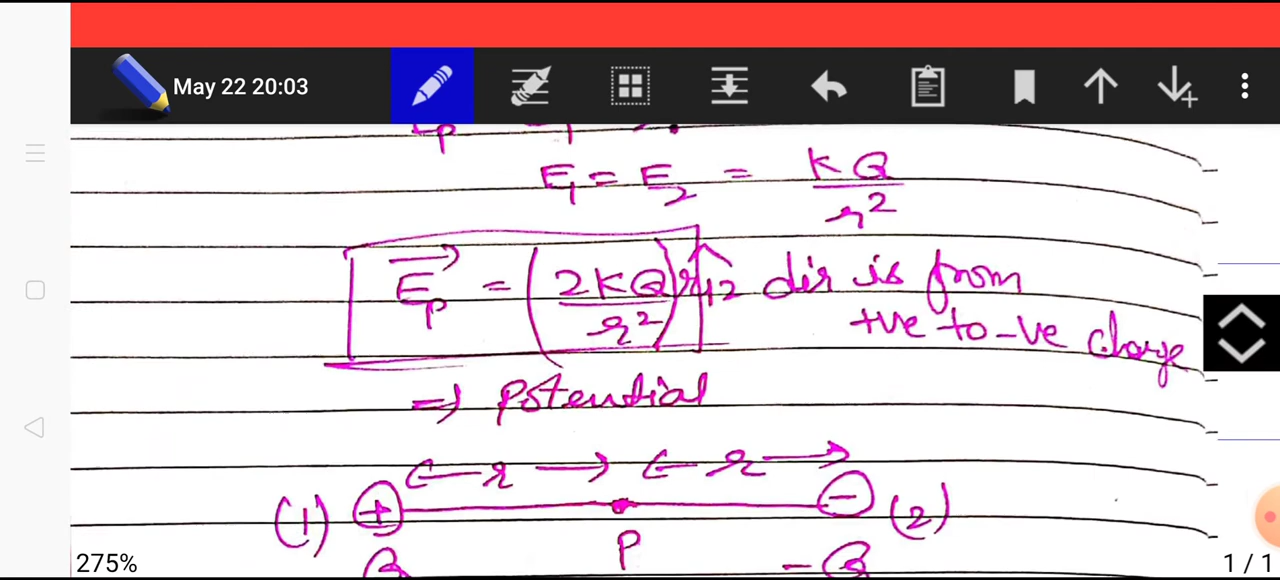 May 22 20:03
E₁ = E₂ = kQ/r²
E⃗p = (2KQ/r²) r̂₁₂ dir is from
+ve to -ve charge
⇒ Potential
← r → ← r →
(1) + P - (2)
Q - Q
275% 1 / 1